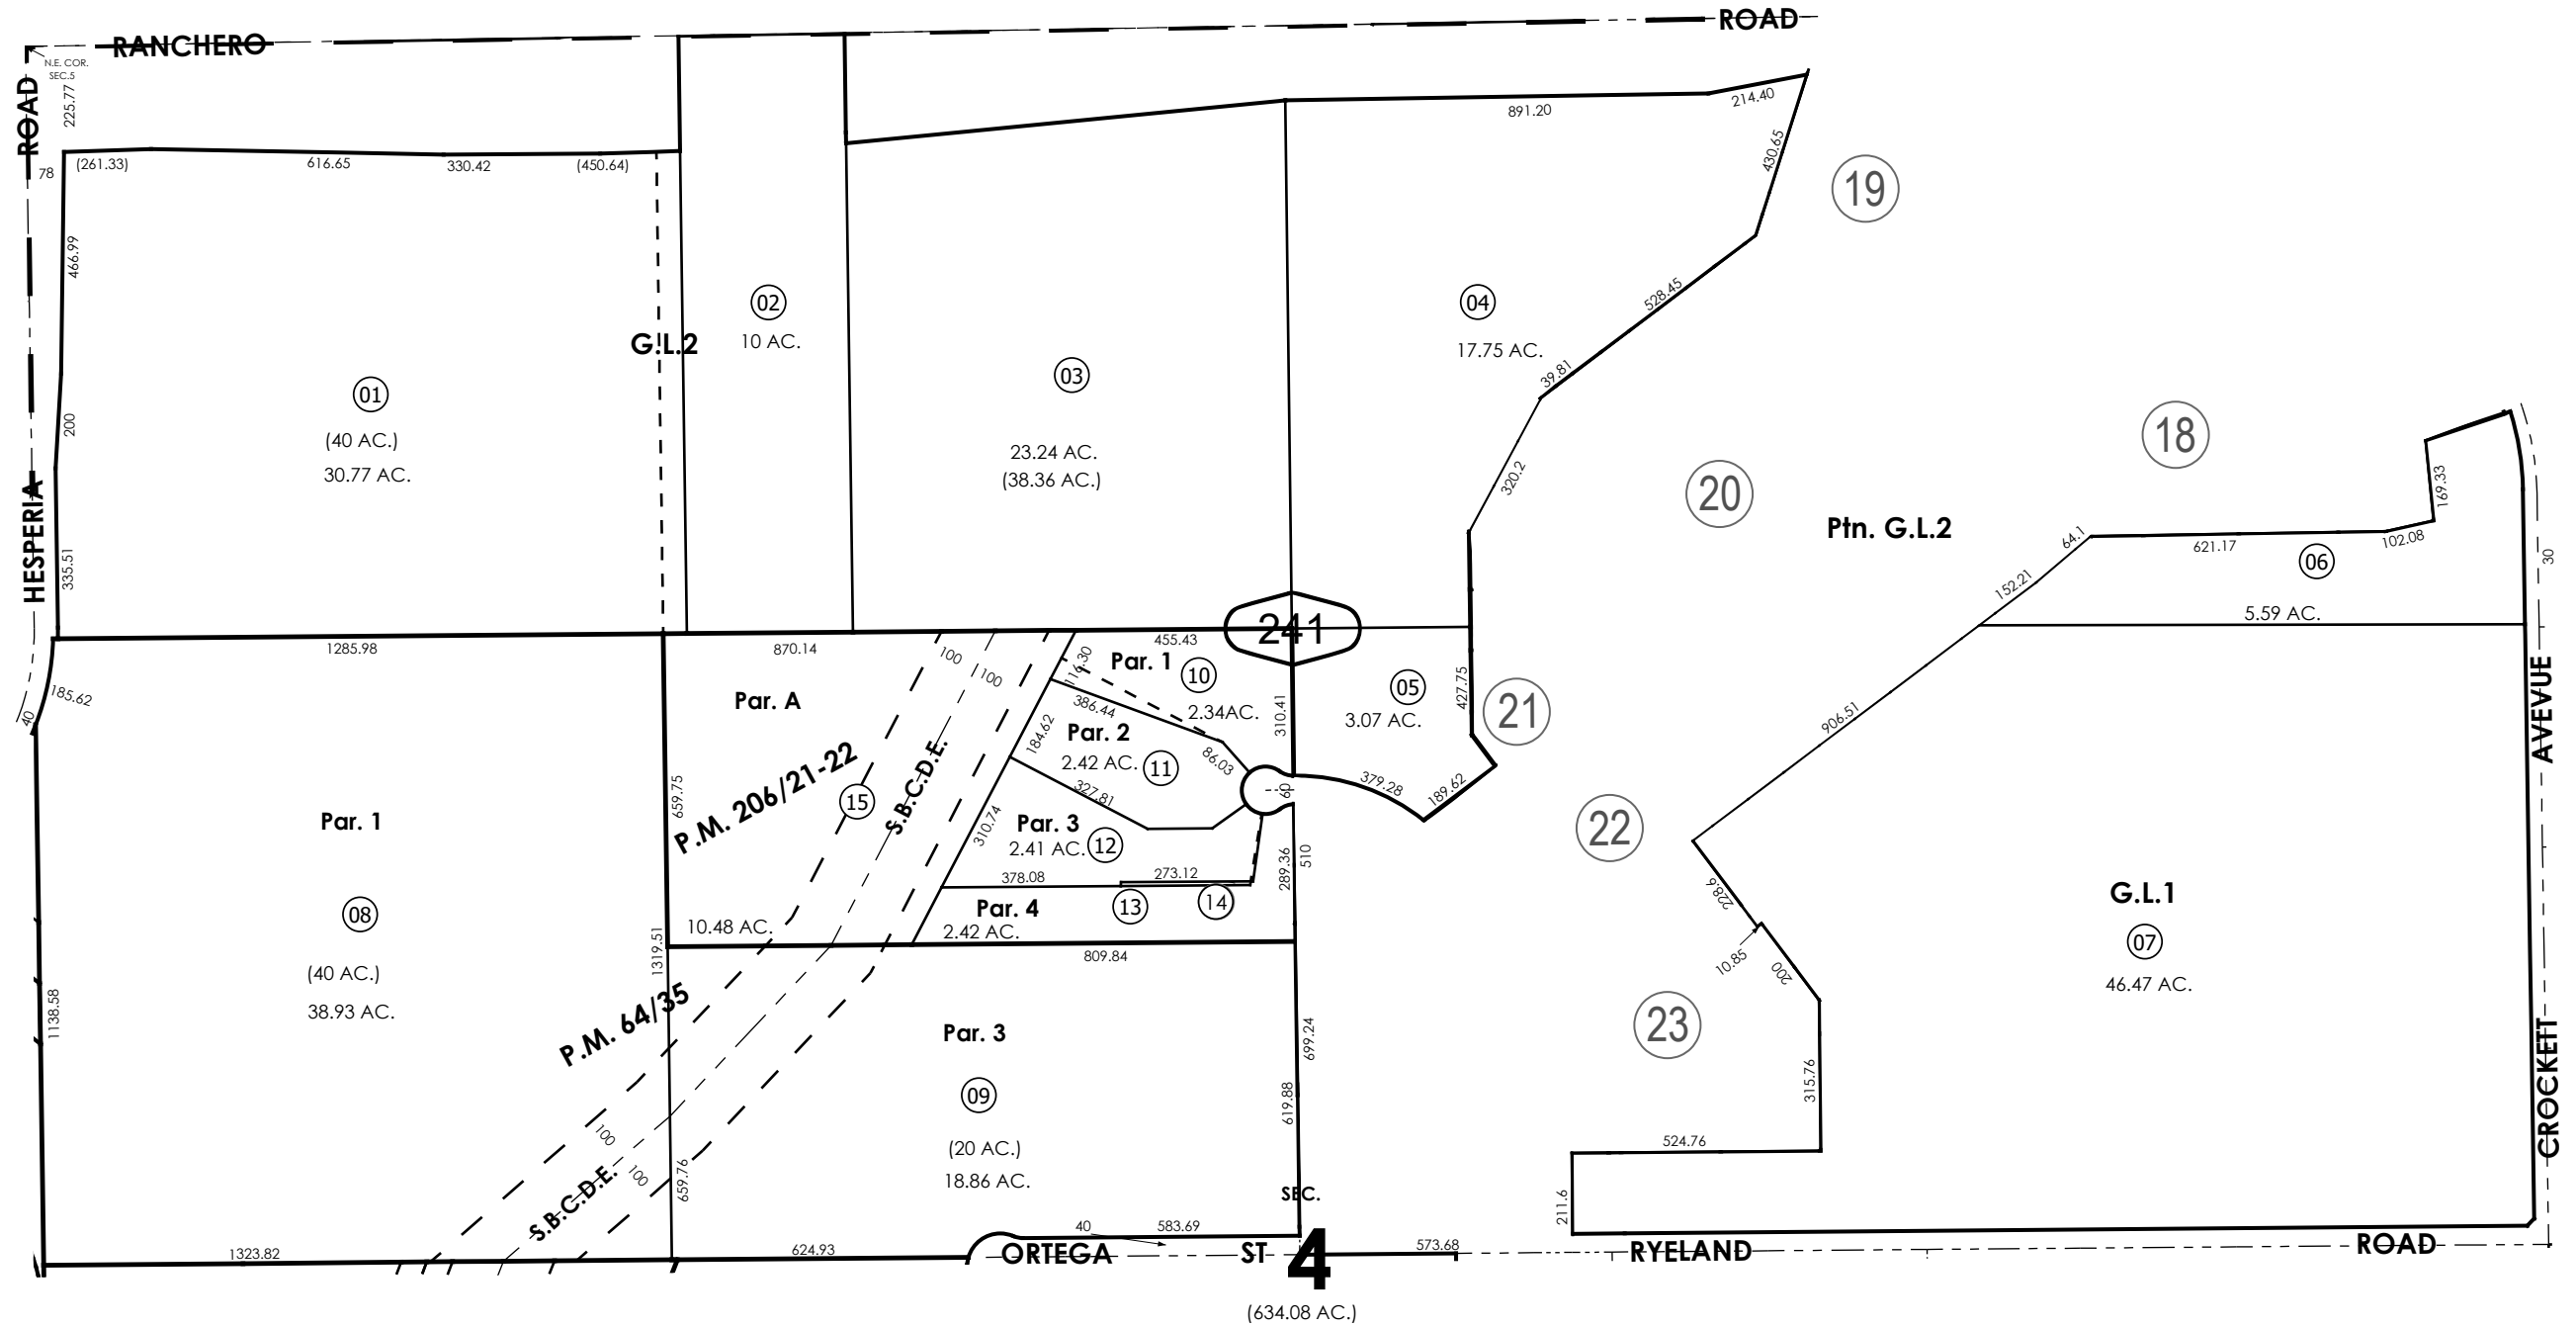 RANCHERO
ROAD
N.E. COR.
SEC.5
ROAD
225.77
78
(261.33)
616.65
330.42
(450.64)
891.20
214.40
430.65
19
466.99
02
10 AC.
G.L.2
04
17.75 AC.
528.45
39.81
03
23.24 AC.
(38.36 AC.)
01
(40 AC.)
30.77 AC.
200
320.2
20
18
Ptn. G.L.2
169.33
HESPERIA
335.51
64.1
621.17
102.08
06
30
152.21
5.59 AC.
241
1285.98
870.14
455.43
100
100
116.30
Par. 1
10
2.34AC.
310.41
05
3.07 AC.
427.75
21
185.62
40
Par. A
386.44
Par. 2
2.42 AC.
11
184.62
86.03
906.51
AVEVUE
659.75
P.M. 206/21-22
15
S.B.C.D.E.
327.81
60
379.28
189.62
Par. 1
310.74
Par. 3
2.41 AC.
12
22
289.36
510
378.08
273.12
228.6
G.L.1
08
13
14
Par. 4
2.42 AC.
10.48 AC.
07
1319.51
809.84
10.85
200
(40 AC.)
38.93 AC.
46.47 AC.
1138.58
P.M. 64/35
Par. 3
699.24
23
315.76
CROCKETT
09
619.88
100
100
(20 AC.)
18.86 AC.
524.76
659.76
S.B.C.D.E.
SEC.
211.6
1323.82
624.93
40
583.69
ORTEGA
ST
4
573.68
RYELAND
ROAD
(634.08 AC.)